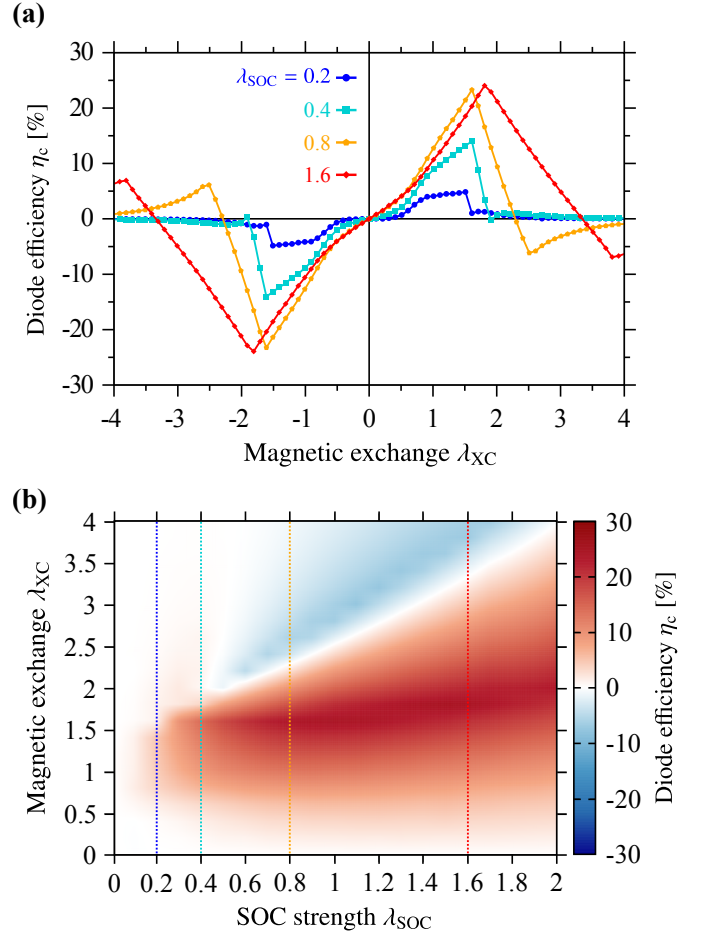 (a)
Diode efficiency ηc [%]
30
20
10
0
-10
-20
-30
λSOC = 0.2
0.4
0.8
1.6
-4 -3 -2 -1 0 1 2 3 4
Magnetic exchange λXC
(b)
Magnetic exchange λXC
4
3.5
3
2.5
2
1.5
1
0.5
0
0 0.2 0.4 0.6 0.8 1 1.2 1.4 1.6 1.8 2
SOC strength λSOC
30
20
10
0
-10
-20
-30
Diode efficiency ηc [%]